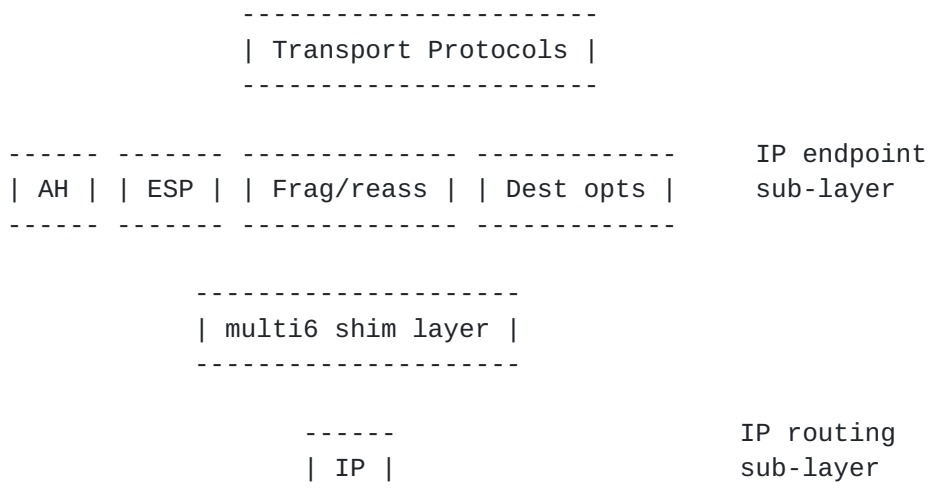 -----------------------
| Transport Protocols |
-----------------------
------ ------- -------------- ------------- IP endpoint
| AH | | ESP | | Frag/reass | | Dest opts | sub-layer
------ ------- -------------- -------------
---------------------
| multi6 shim layer |
---------------------
------ IP routing
| IP | sub-layer